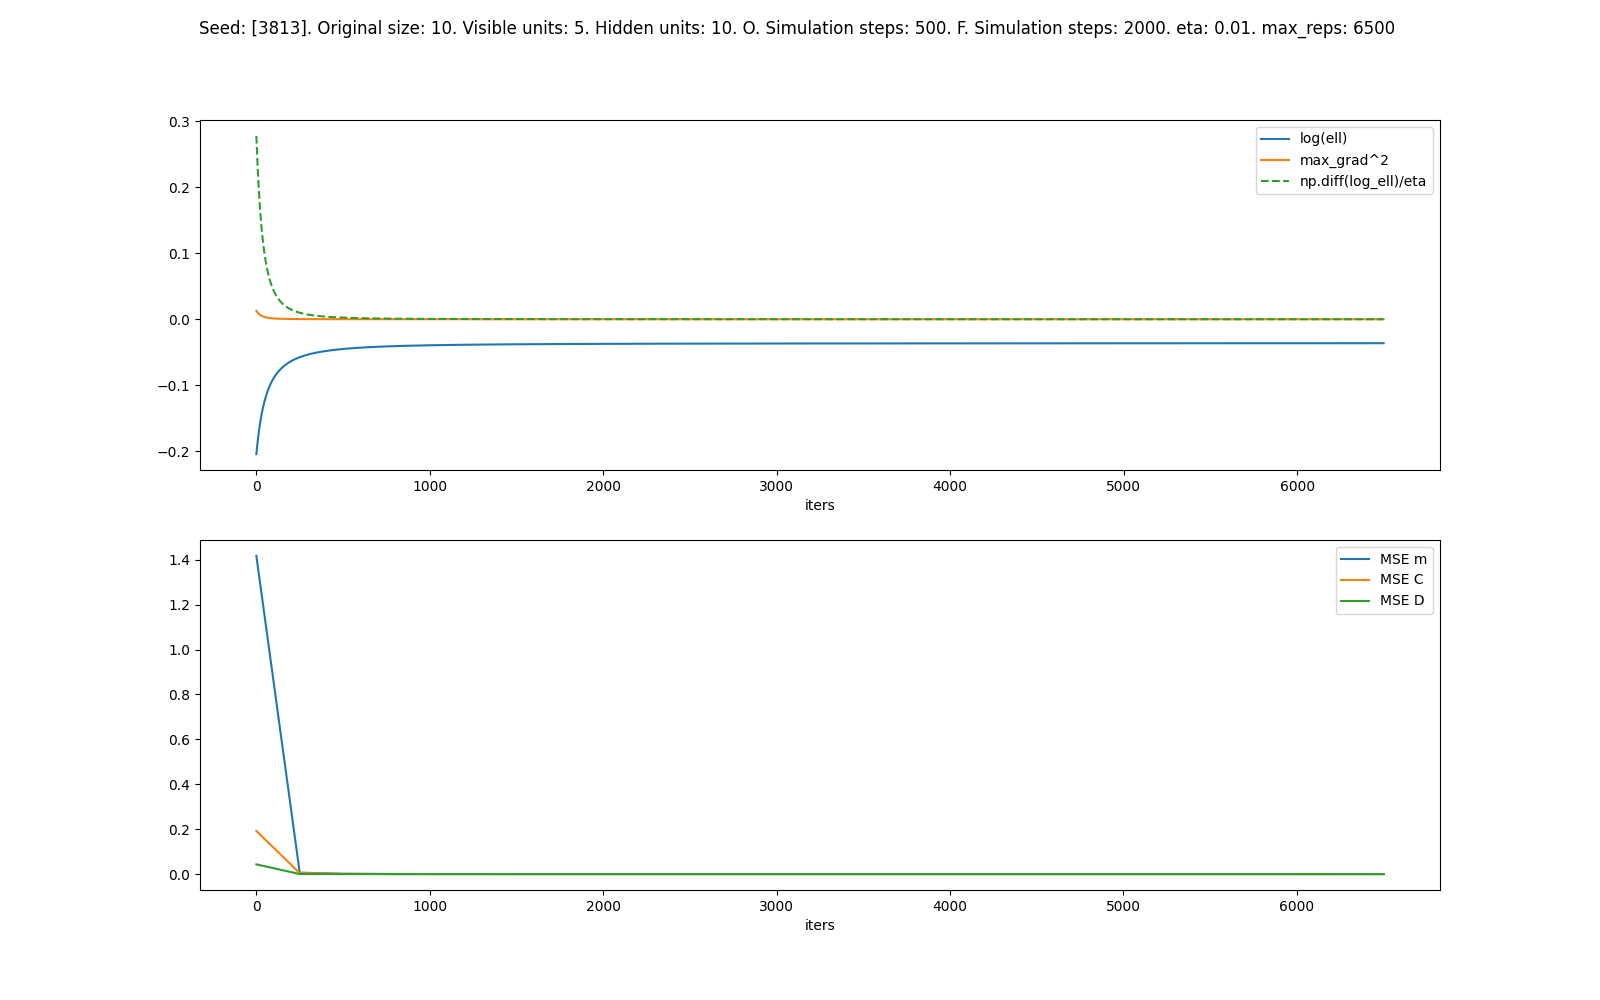 Seed: [3813]. Original size: 10. Visible units: 5. Hidden units: 10. O. Simulation steps: 500. F. Simulation steps: 2000. eta: 0.01. max_reps: 6500
0.3
0.2
0.1
0.0
−0.1
−0.2
log(ell)
max_grad^2
np.diff(log_ell)/eta
0 1000 2000 3000 4000 5000 6000
iters
1.4
1.2
1.0
0.8
0.6
0.4
0.2
0.0
MSE m
MSE C
MSE D
0 1000 2000 3000 4000 5000 6000
iters